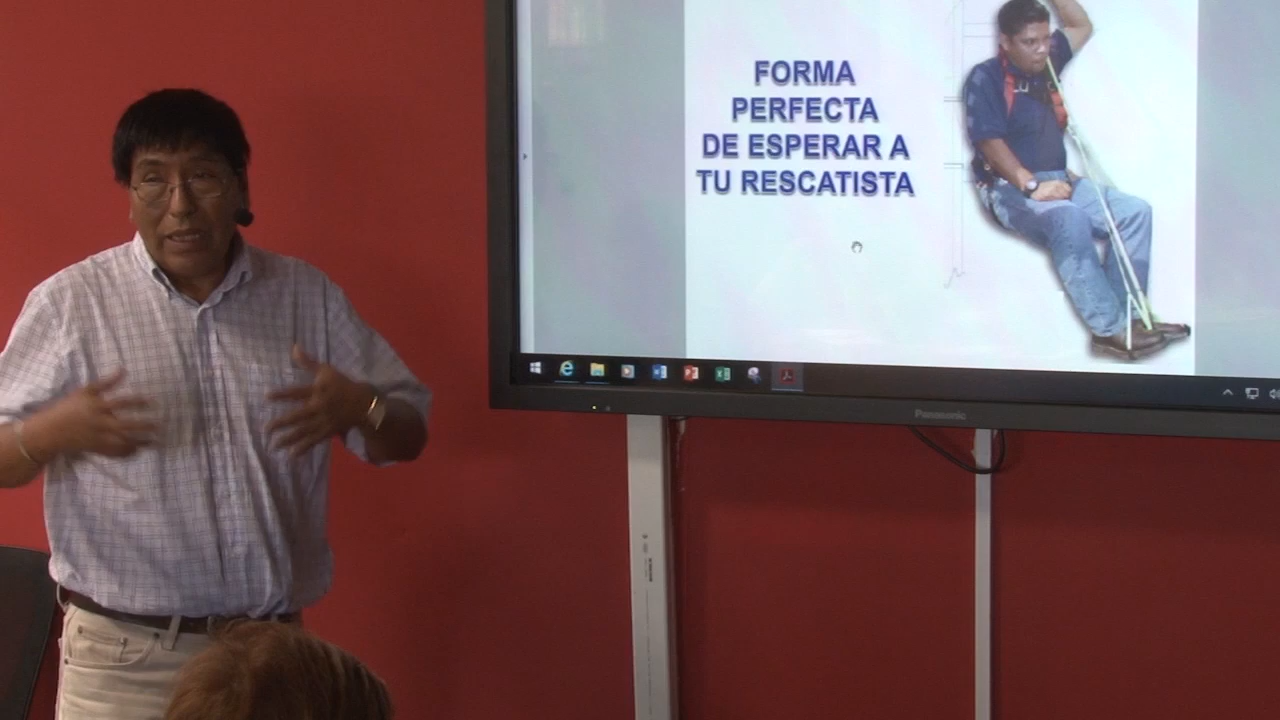 FORMA
PERFECTA
DE ESPERAR A
TU RESCATISTA
Panasonic